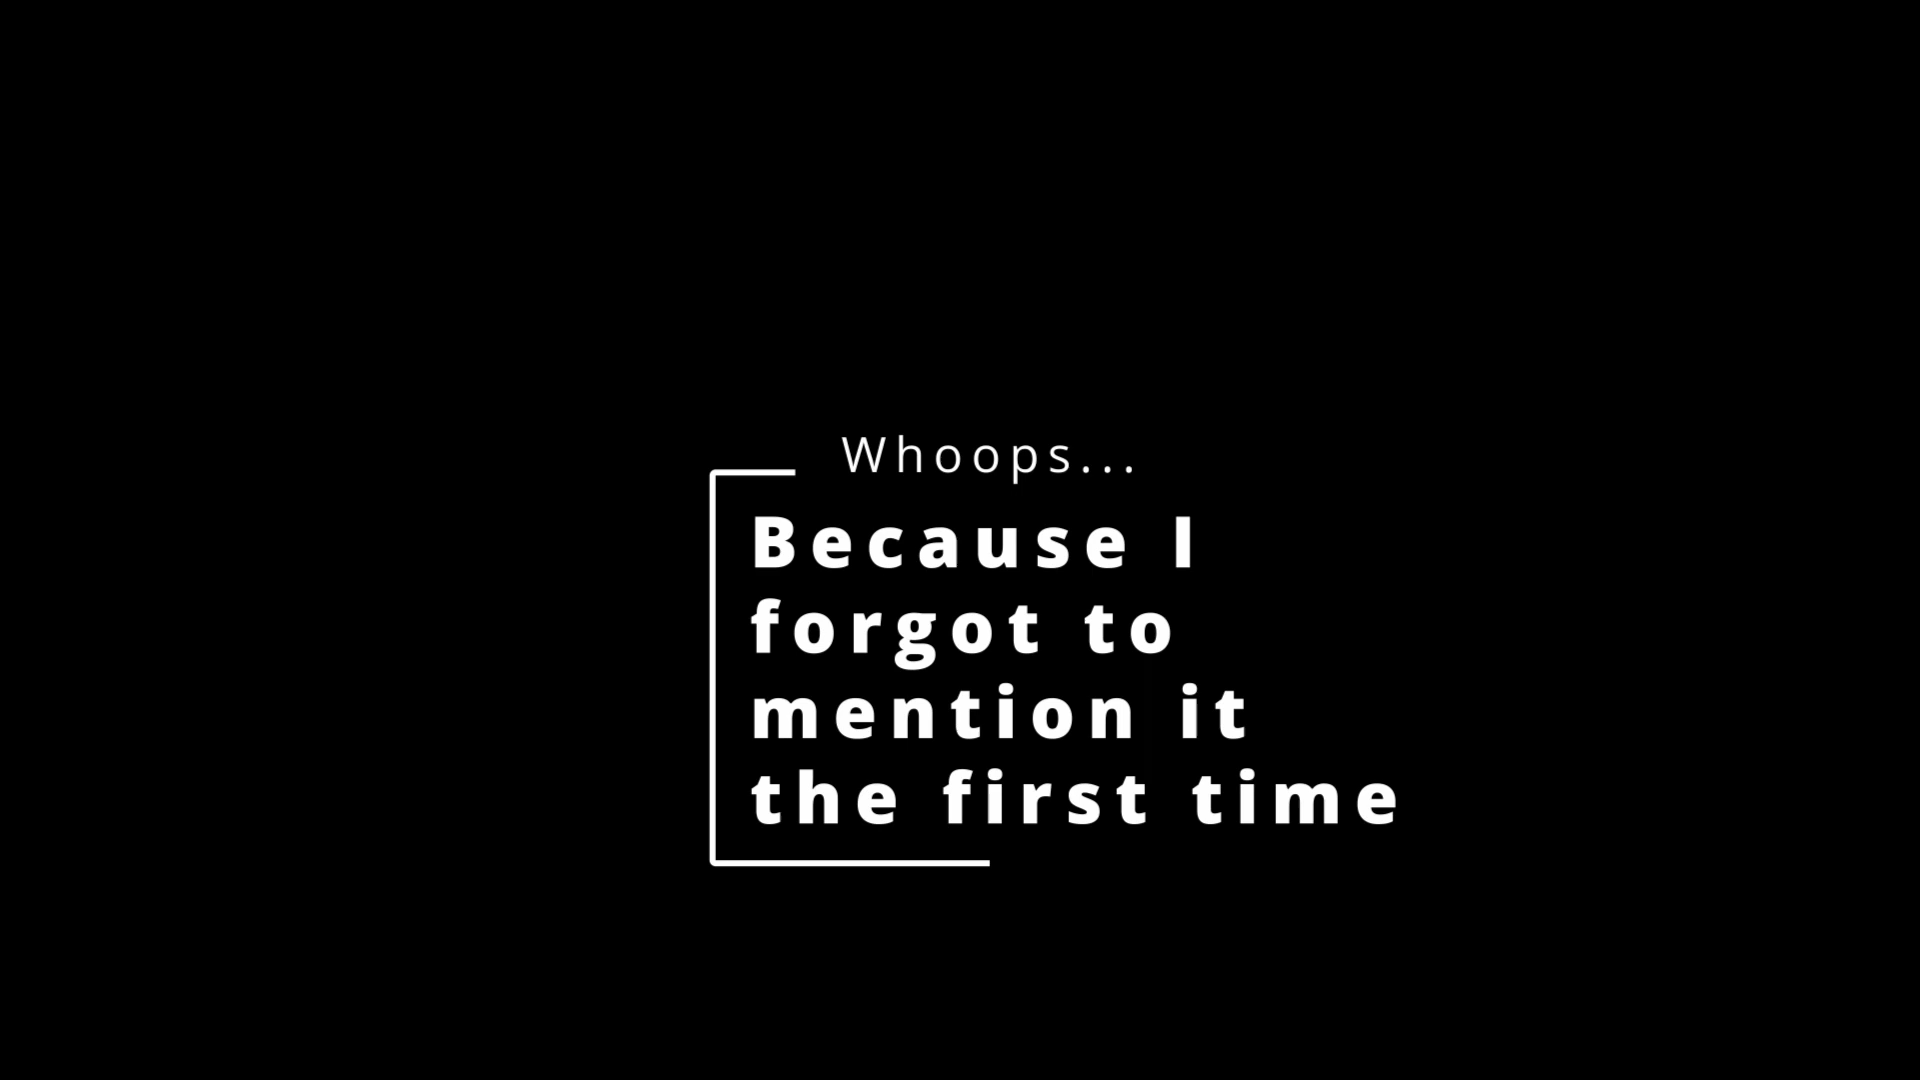 Whoops...
Because I
forgot to
mention it
the first time